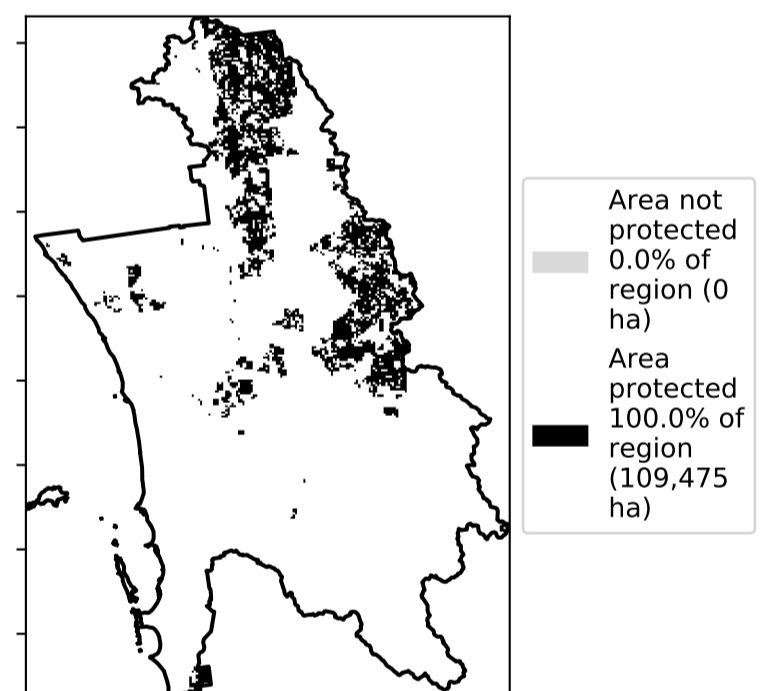 Area not
protected
0.0% of
region (0
ha)
Area
protected
100.0% of
region
(109,475
ha)